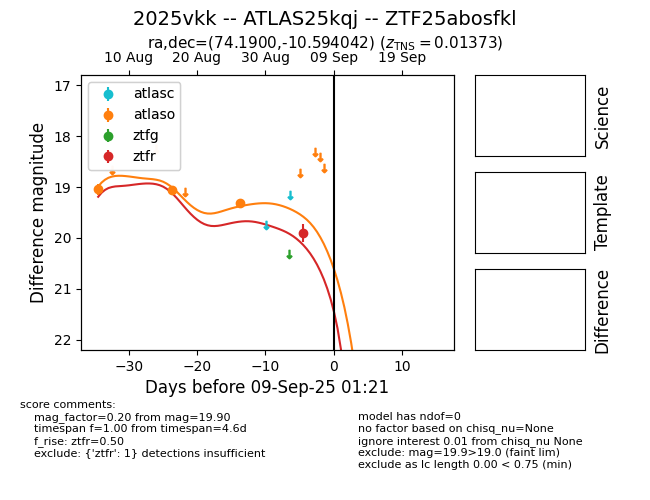 2025vkk -- ATLAS25kqj -- ZTF25abosfkl
ra,dec=(74.1900,-10.594042) (z_TNS = 0.01373)
10 Aug 20 Aug 30 Aug 09 Sep 19 Sep
atlasc
atlaso
ztfg
ztfr
17
18
19
20
21
22
Difference magnitude
−30 −20 −10 0 10
Days before 09-Sep-25 01:21
Science
Template
Difference
score comments:
mag_factor=0.20 from mag=19.90
timespan f=1.00 from timespan=4.6d
f_rise: ztfr=0.50
exclude: {'ztfr': 1} detections insufficient
model has ndof=0
no factor based on chisq_nu=None
ignore interest 0.01 from chisq_nu None
exclude: mag=19.9>19.0 (faint lim)
exclude as lc length 0.00 < 0.75 (min)